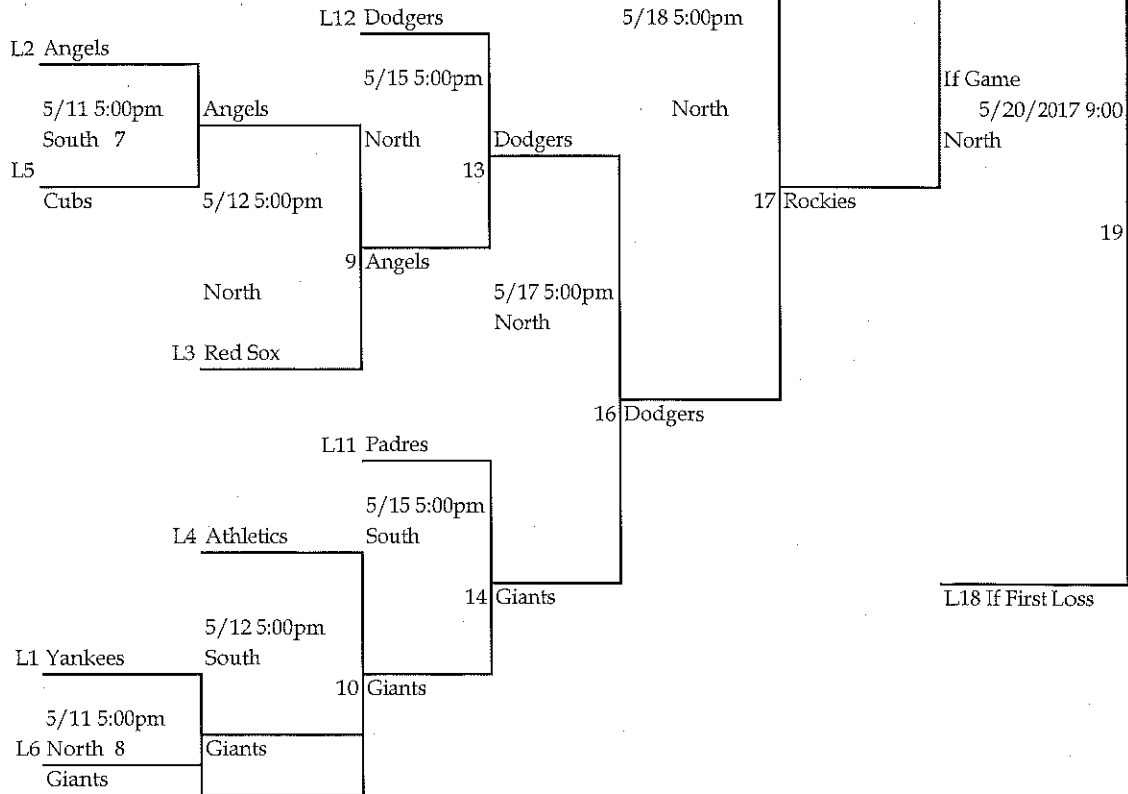 L12 Dodgers
5/18 5:00pm
L2 Angels
5/15 5:00pm
If Game
5/11 5:00pm
Angels
North
5/20/2017 9:00
South 7
North
Dodgers
North
L5
13
Cubs
5/12 5:00pm
17 Rockies
19
9 Angels
North
5/17 5:00pm
North
L3 Red Sox
16 Dodgers
L11 Padres
5/15 5:00pm
L4 Athletics
South
14 Giants
L18 If First Loss
5/12 5:00pm
L1 Yankees
South
10 Giants
5/11 5:00pm
L6 North 8
Giants
Giants